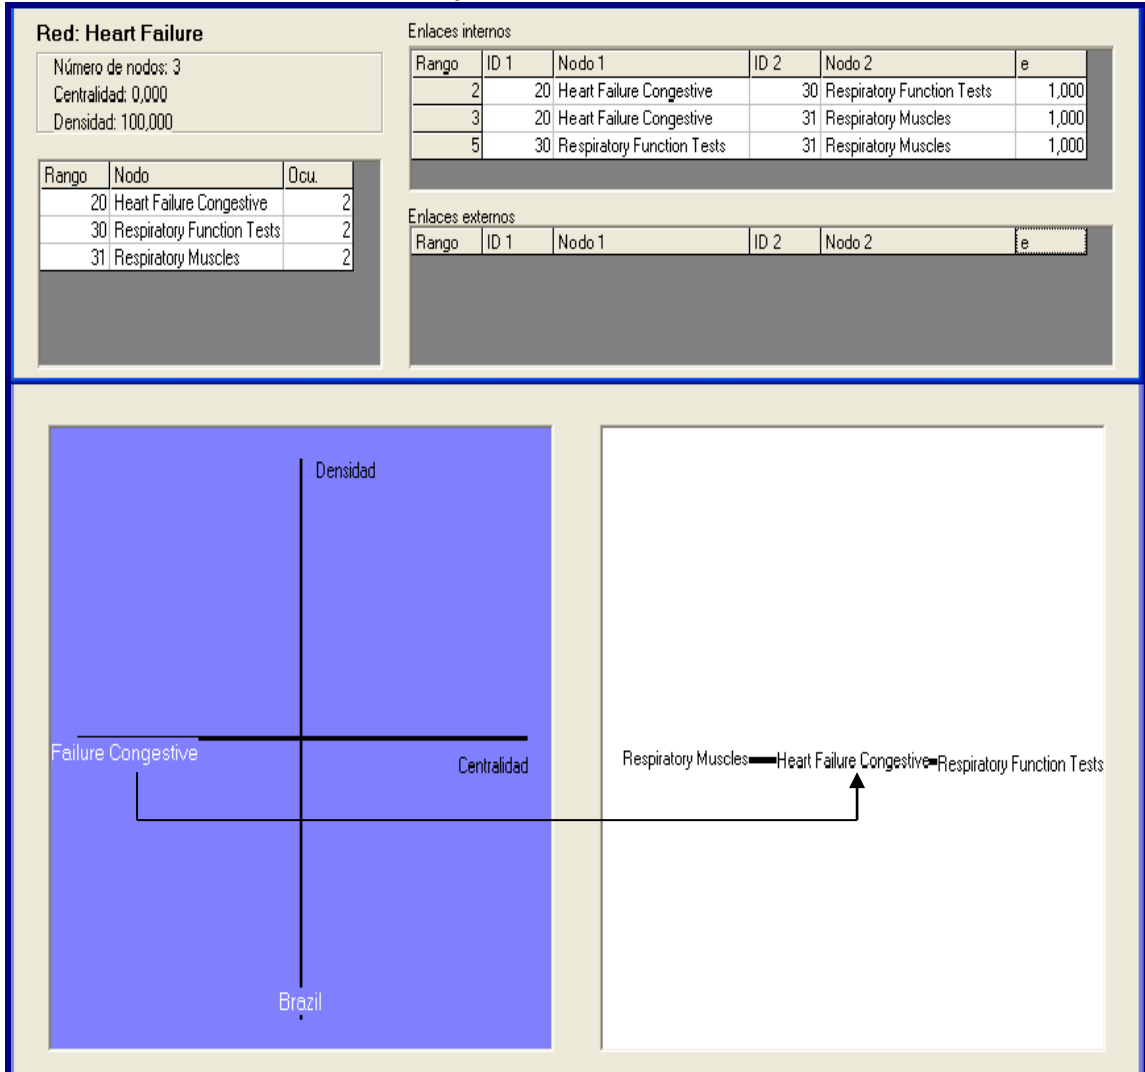 Red: Heart Failure
Número de nodos: 3
Centralidad: 0,000
Densidad: 100,000
Rango Nodo Ocu.
20 Heart Failure Congestive 2
30 Respiratory Function Tests 2
31 Respiratory Muscles 2
Enlaces internos
Rango ID 1 Nodo 1 ID 2 Nodo 2 e
2 20 Heart Failure Congestive 30 Respiratory Function Tests 1,000
3 20 Heart Failure Congestive 31 Respiratory Muscles 1,000
5 30 Respiratory Function Tests 31 Respiratory Muscles 1,000
Enlaces externos
Rango ID 1 Nodo 1 ID 2 Nodo 2 e
Densidad
Failure Congestive
Centralidad
Brazil
Respiratory Muscles Heart Failure Congestive Respiratory Function Tests